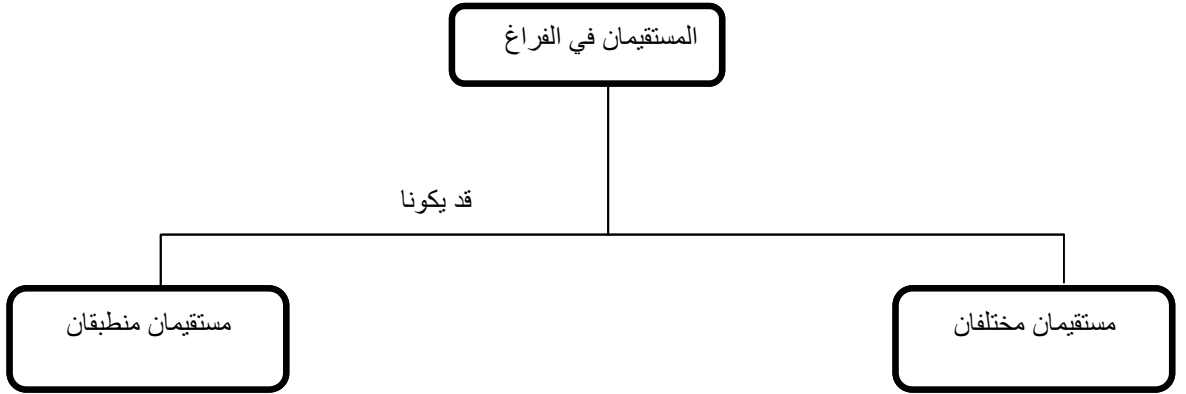 المستقيمان في الفراغ
قد يكونا
مستقيمان مختلفان
مستقيمان منطبقان